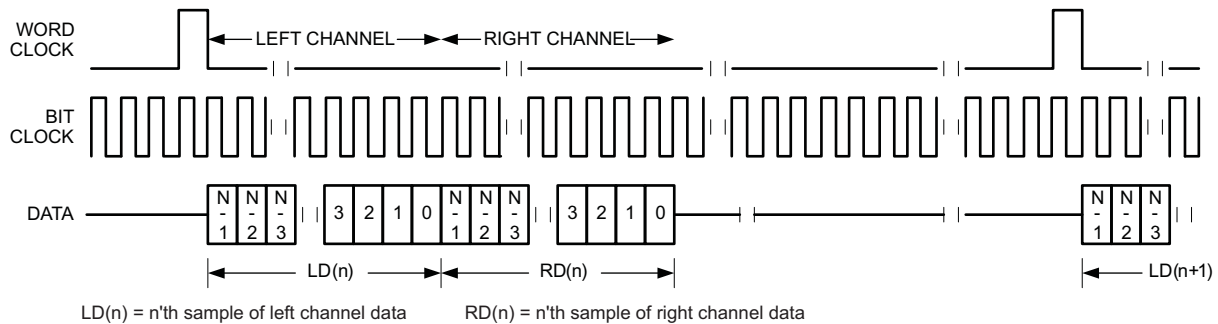 WORD
CLOCK
LEFT CHANNEL
RIGHT CHANNEL
BIT
CLOCK
DATA
N-1 N-2 N-3 3 2 1 0 N-1 N-2 N-3 3 2 1 0 N-1 N-2 N-3
LD(n)
RD(n)
LD(n+1)
LD(n) = n'th sample of left channel data
RD(n) = n'th sample of right channel data